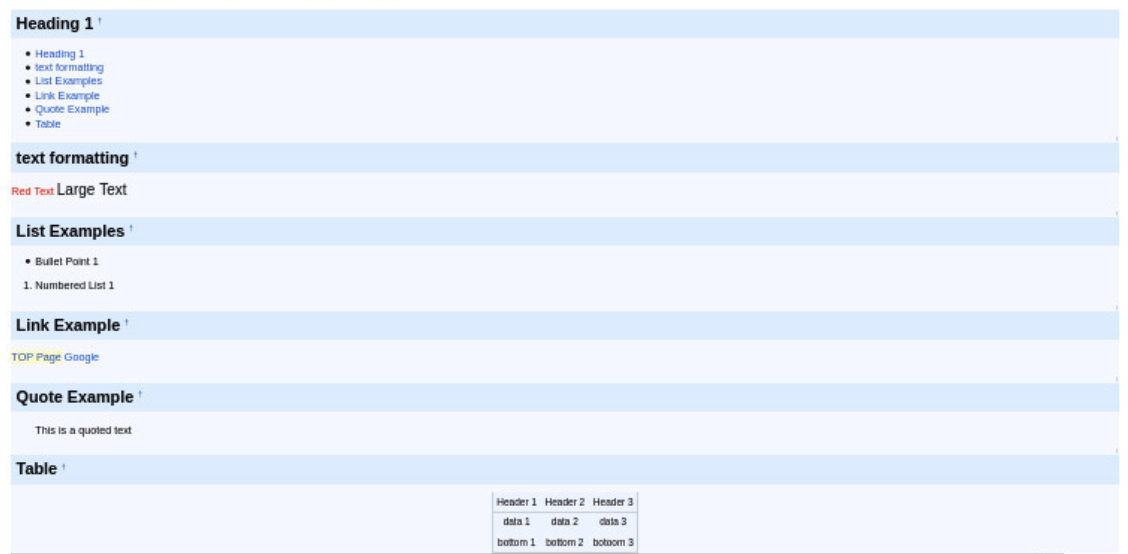 Heading 1 †
• Heading 1
• text formatting
• List Examples
• Link Example
• Quote Example
• Table
text formatting †
Red Text Large Text
List Examples †
• Bullet Point 1
1. Numbered List 1
Link Example †
TOP Page Google
Quote Example †
This is a quoted text
Table †
Header 1 Header 2 Header 3
data 1 data 2 data 3
bottom 1 bottom 2 botoom 3